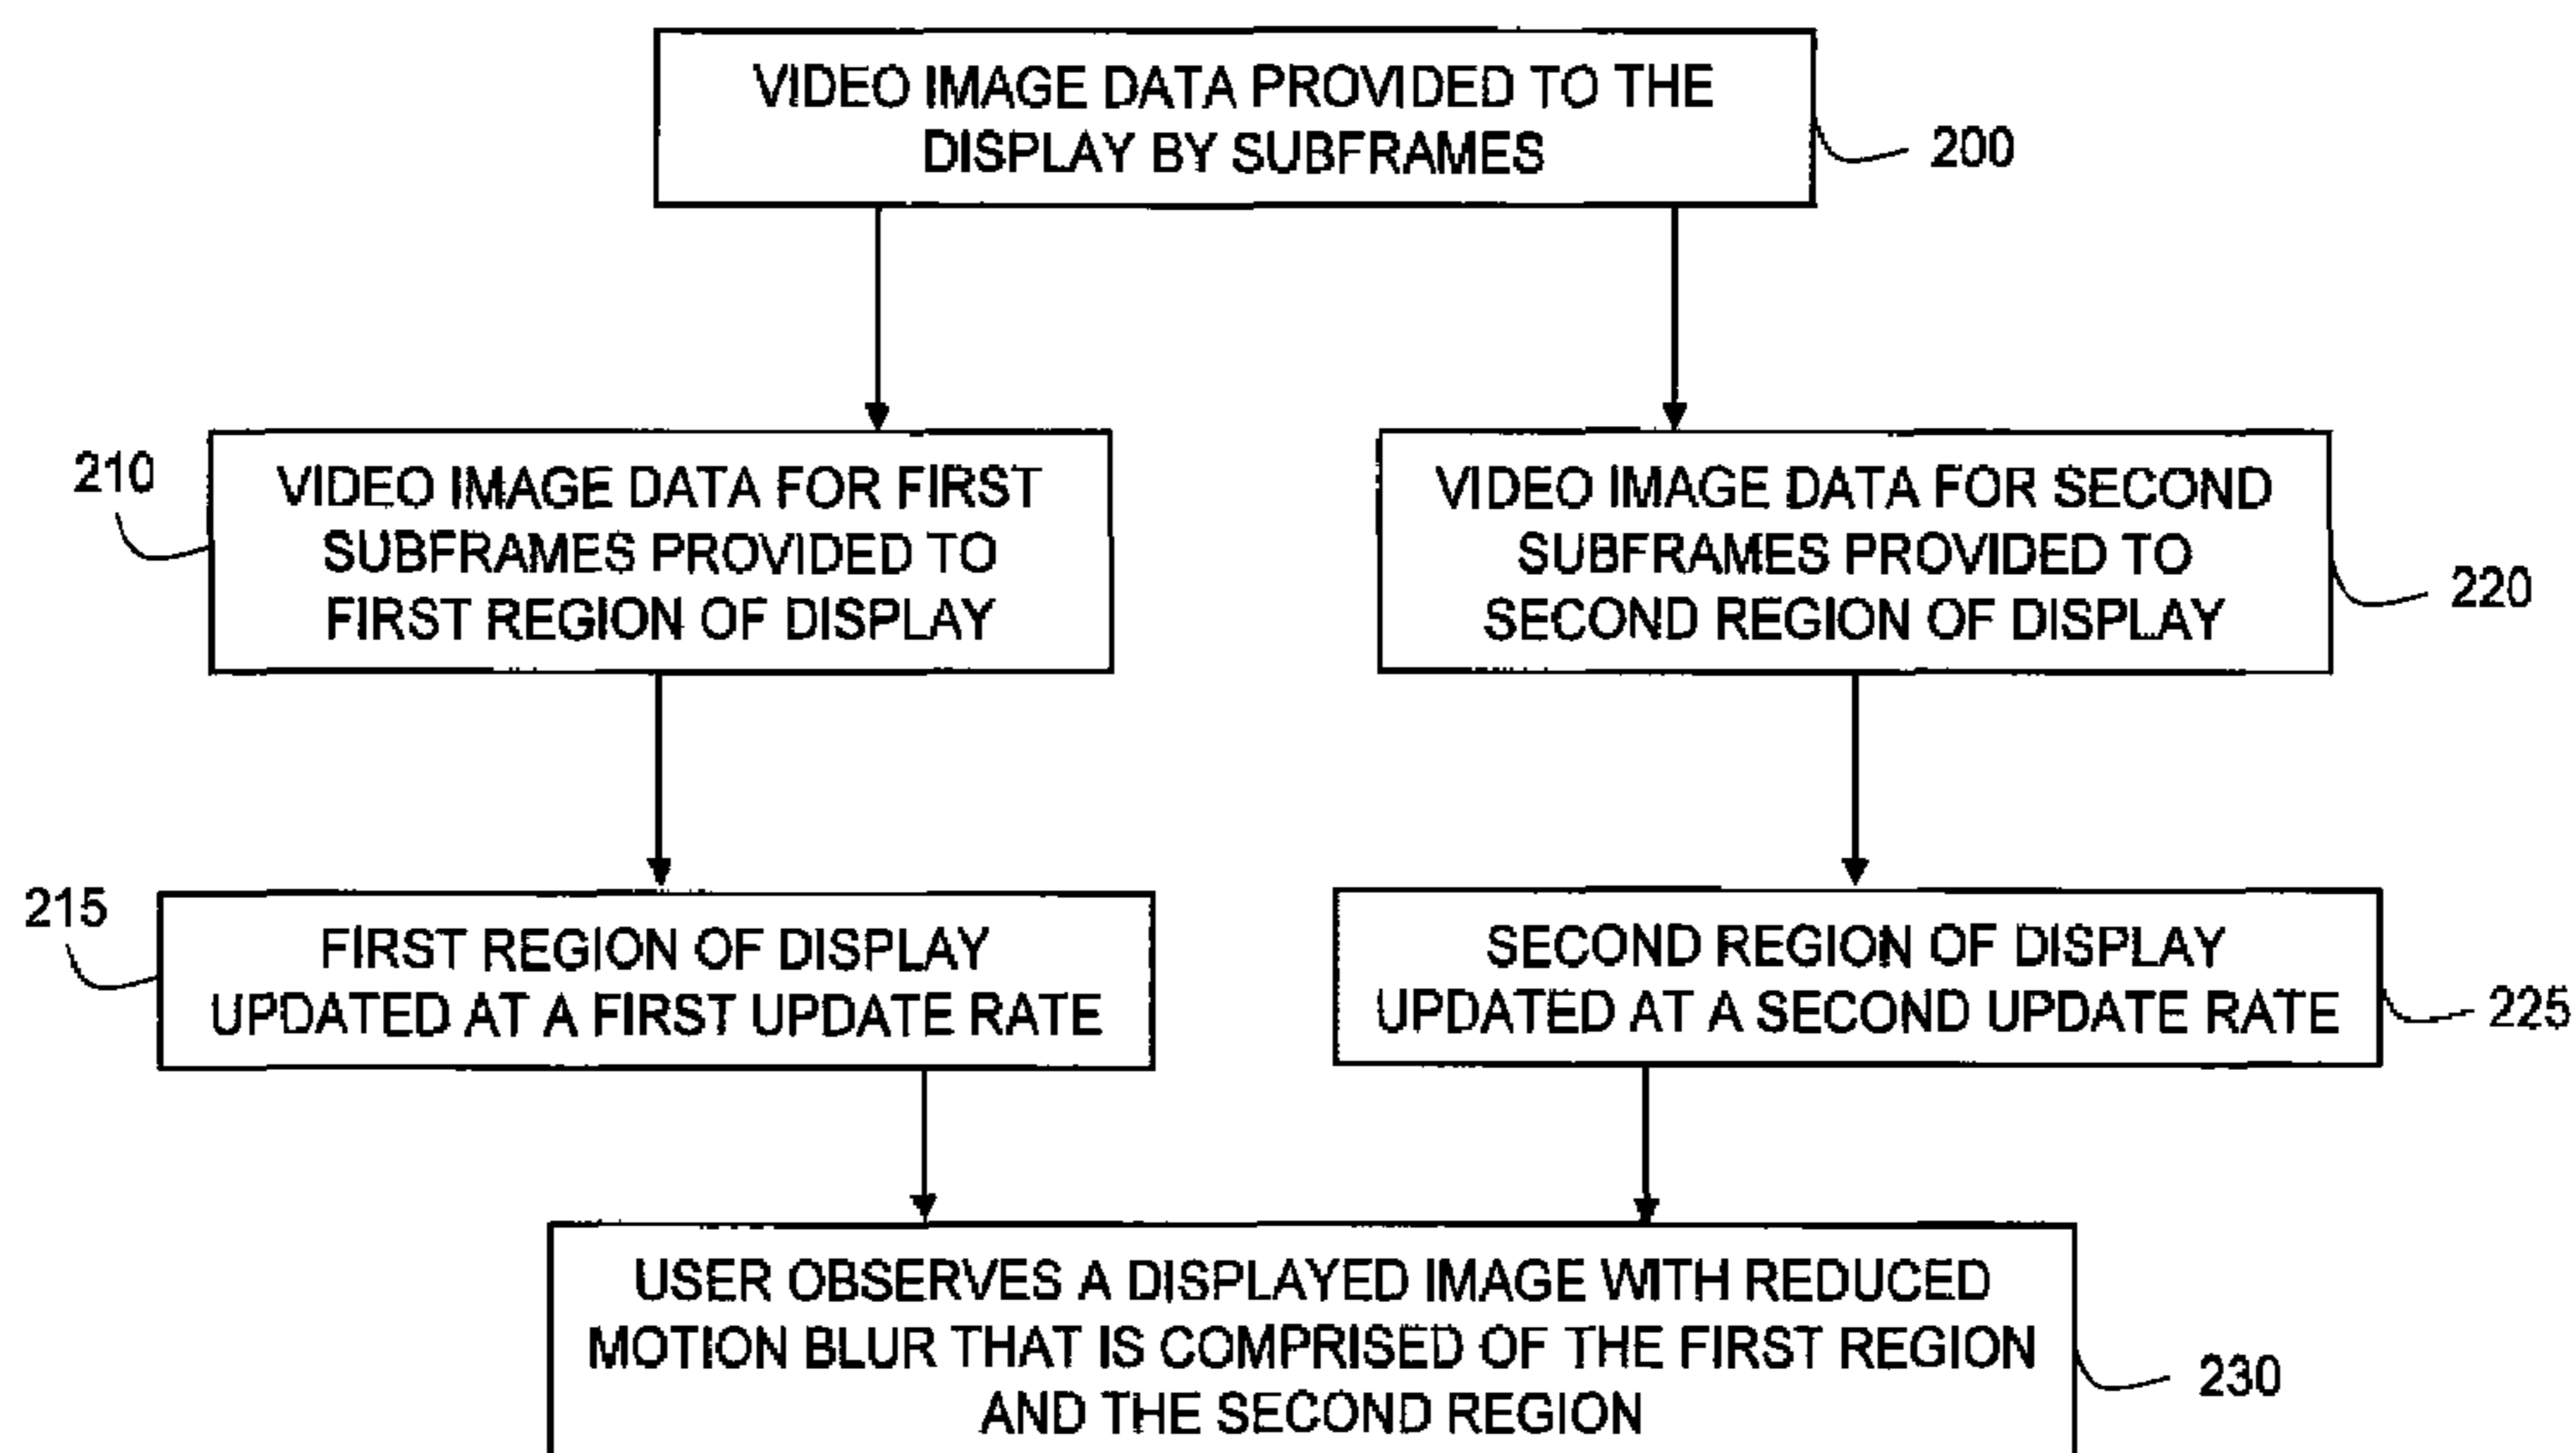 VIDEO IMAGE DATA PROVIDED TO THE
DISPLAY BY SUBFRAMES
200
210
VIDEO IMAGE DATA FOR FIRST
SUBFRAMES PROVIDED TO
FIRST REGION OF DISPLAY
VIDEO IMAGE DATA FOR SECOND
SUBFRAMES PROVIDED TO
SECOND REGION OF DISPLAY
220
215
FIRST REGION OF DISPLAY
UPDATED AT A FIRST UPDATE RATE
SECOND REGION OF DISPLAY
UPDATED AT A SECOND UPDATE RATE
225
USER OBSERVES A DISPLAYED IMAGE WITH REDUCED
MOTION BLUR THAT IS COMPRISED OF THE FIRST REGION
AND THE SECOND REGION
230